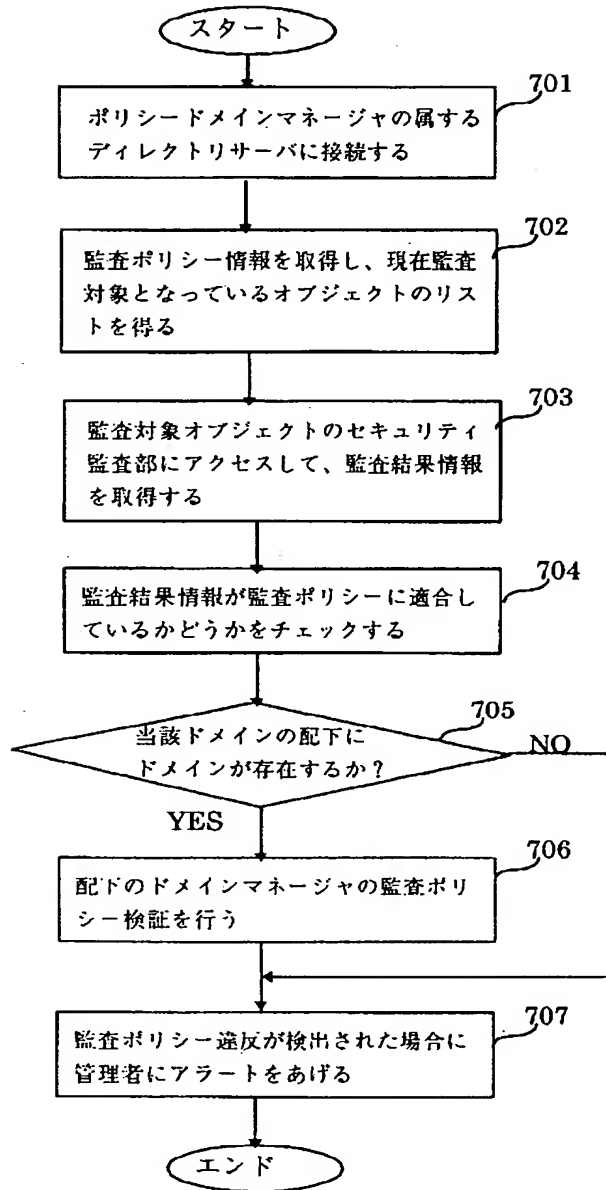 スタート
701
ポリシードメインマネージャの属する
ディレクトリサーバに接続する
702
監査ポリシー情報を取得し、現在監査
対象となっているオブジェクトのリス
トを得る
703
監査対象オブジェクトのセキュリティ
監査部にアクセスして、監査結果情報
を取得する
704
監査結果情報が監査ポリシーに適合し
ているかどうかをチェックする
705
当該ドメインの配下に
ドメインが存在するか?
NO
YES
706
配下のドメインマネージャの監査ポリ
シー検証を行う
707
監査ポリシー違反が検出された場合に
管理者にアラートをあげる
エンド